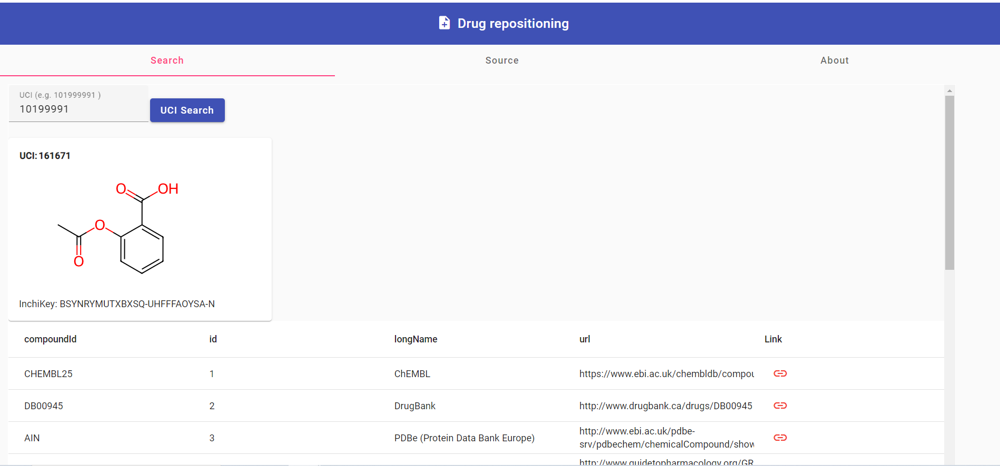 Drug repositioning
Search Source About
UCI (e.g. 101999991 )
10199991
UCI Search
UCI: 161671
O OH
O
O
InchiKey: BSYNRYMUTXBXSQ-UHFFFAOYSA-N
compoundId id longName url Link
CHEMBL25 1 ChEMBL https://www.ebi.ac.uk/chembldb/compou
DB00945 2 DrugBank http://www.drugbank.ca/drugs/DB00945
AIN 3 PDBe (Protein Data Bank Europe) http://www.ebi.ac.uk/pdbe-
srv/pdbechem/chemicalCompound/show
http://www.guidetopharmacology.org/GR